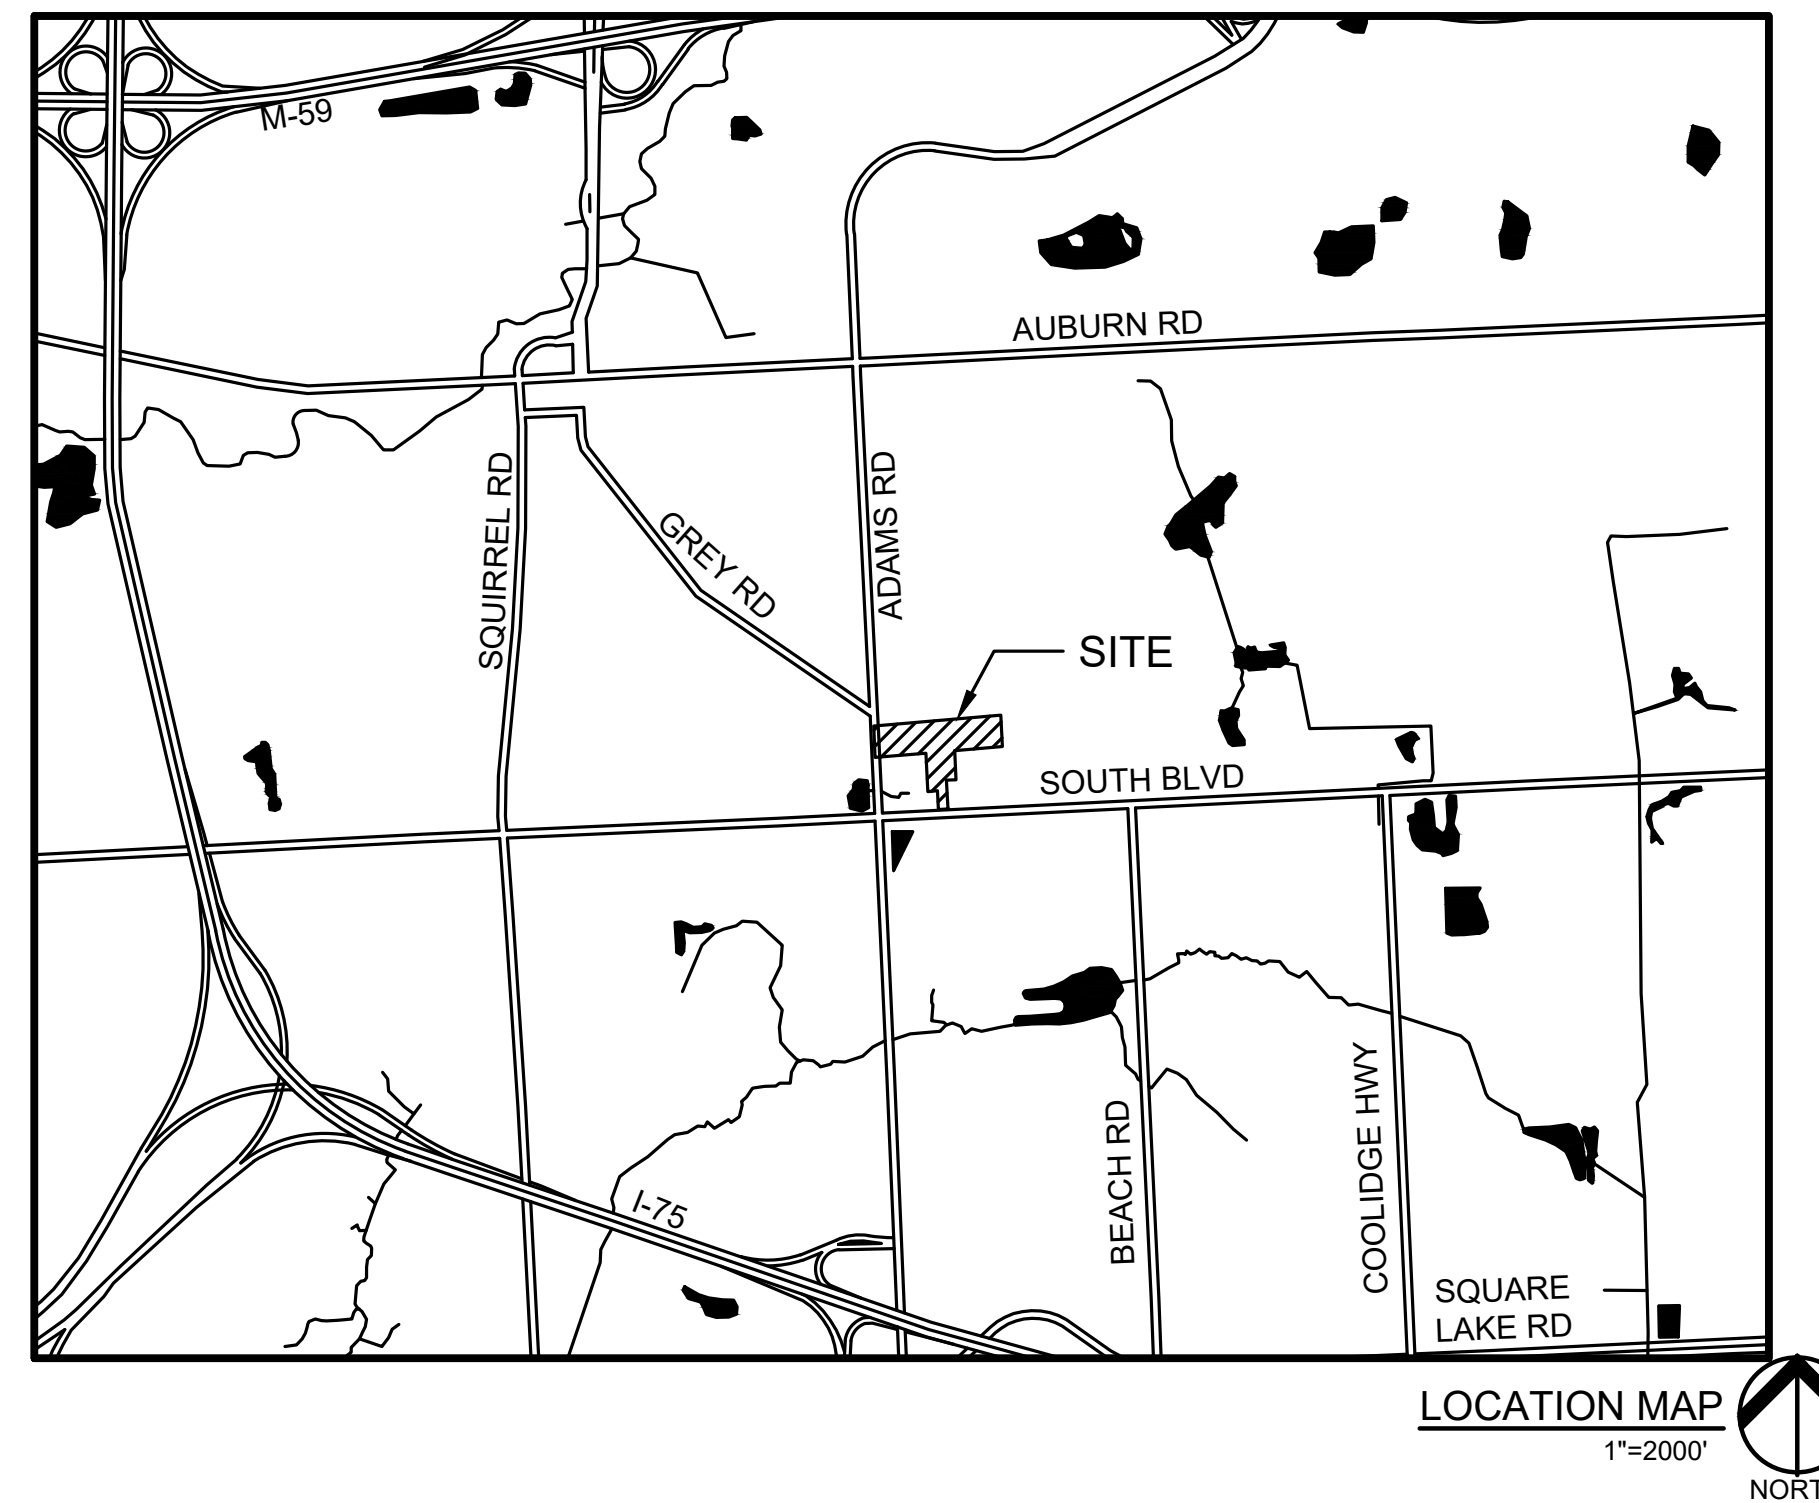 M-59
AUBURN RD
SQUIRREL RD
GREY RD
ADAMS RD
SITE
SOUTH BLVD
I-75
BEACH RD
COOLIDGE HWY
SQUARE
LAKE RD
LOCATION MAP
1"=2000'
NORT